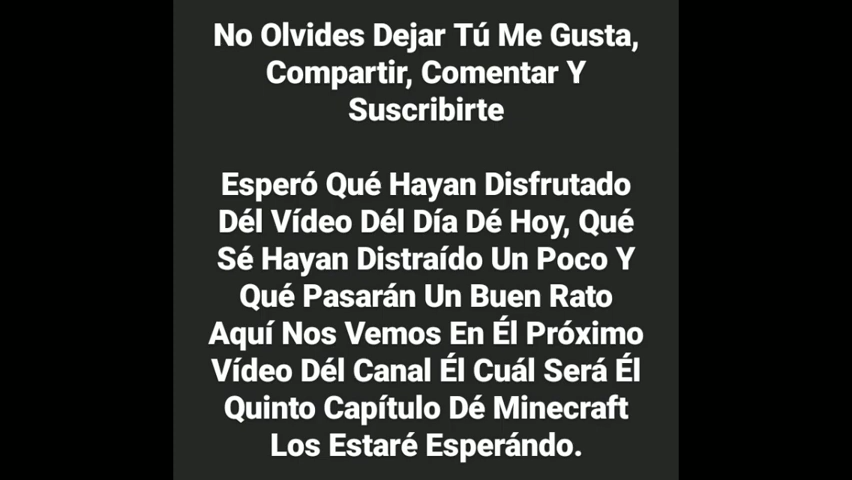 No Olvides Dejar Tú Me Gusta,
Compartir, Comentar Y
Suscribirte
Esperó Qué Hayan Disfrutado
Dél Vídeo Dél Día Dé Hoy, Qué
Sé Hayan Distraído Un Poco Y
Qué Pasarán Un Buen Rato
Aquí Nos Vemos En Él Próximo
Vídeo Dél Canal Él Cuál Será Él
Quinto Capítulo Dé Minecraft
Los Estaré Esperándo.